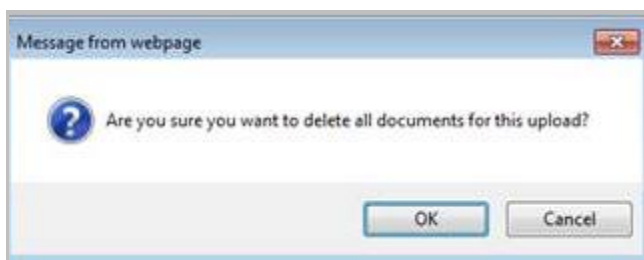 Message from webpage
Are you sure you want to delete all documents for this upload?
OK
Cancel